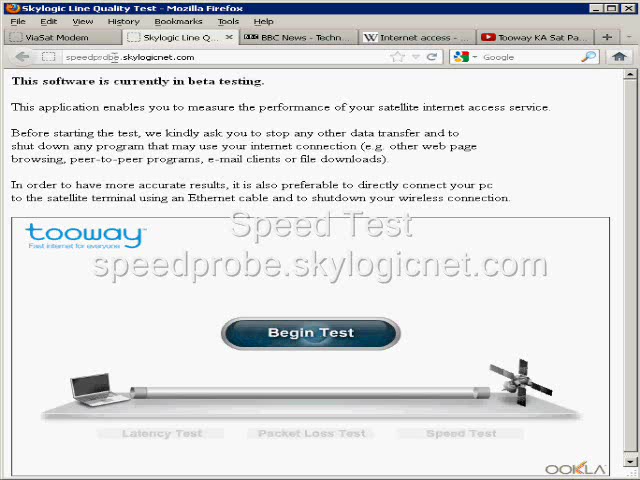 Skylogic Line Quality Test - Mozilla Firefox
File Edit View History Bookmarks Tools Help
ViaSat Modem
Skylogic Line Q...
BBC News - Techn...
Internet access - ...
Tooway KA Sat Pa...
speedprobe.skylogicnet.com
Google
This software is currently in beta testing.
This application enables you to measure the performance of your satellite internet access service.
Before starting the test, we kindly ask you to stop any other data transfer and to
shut down any program that may use your internet connection (e.g. other web page
browsing, peer-to-peer programs, e-mail clients or file downloads).
In order to have more accurate results, it is also preferable to directly connect your pc
to the satellite terminal using an Ethernet cable and to shutdown your wireless connection.
tooway
Fast internet for everyone
Speed Test
speedprobe.skylogicnet.com
Begin Test
Latency Test
Packet Loss Test
Speed Test
OOKLA